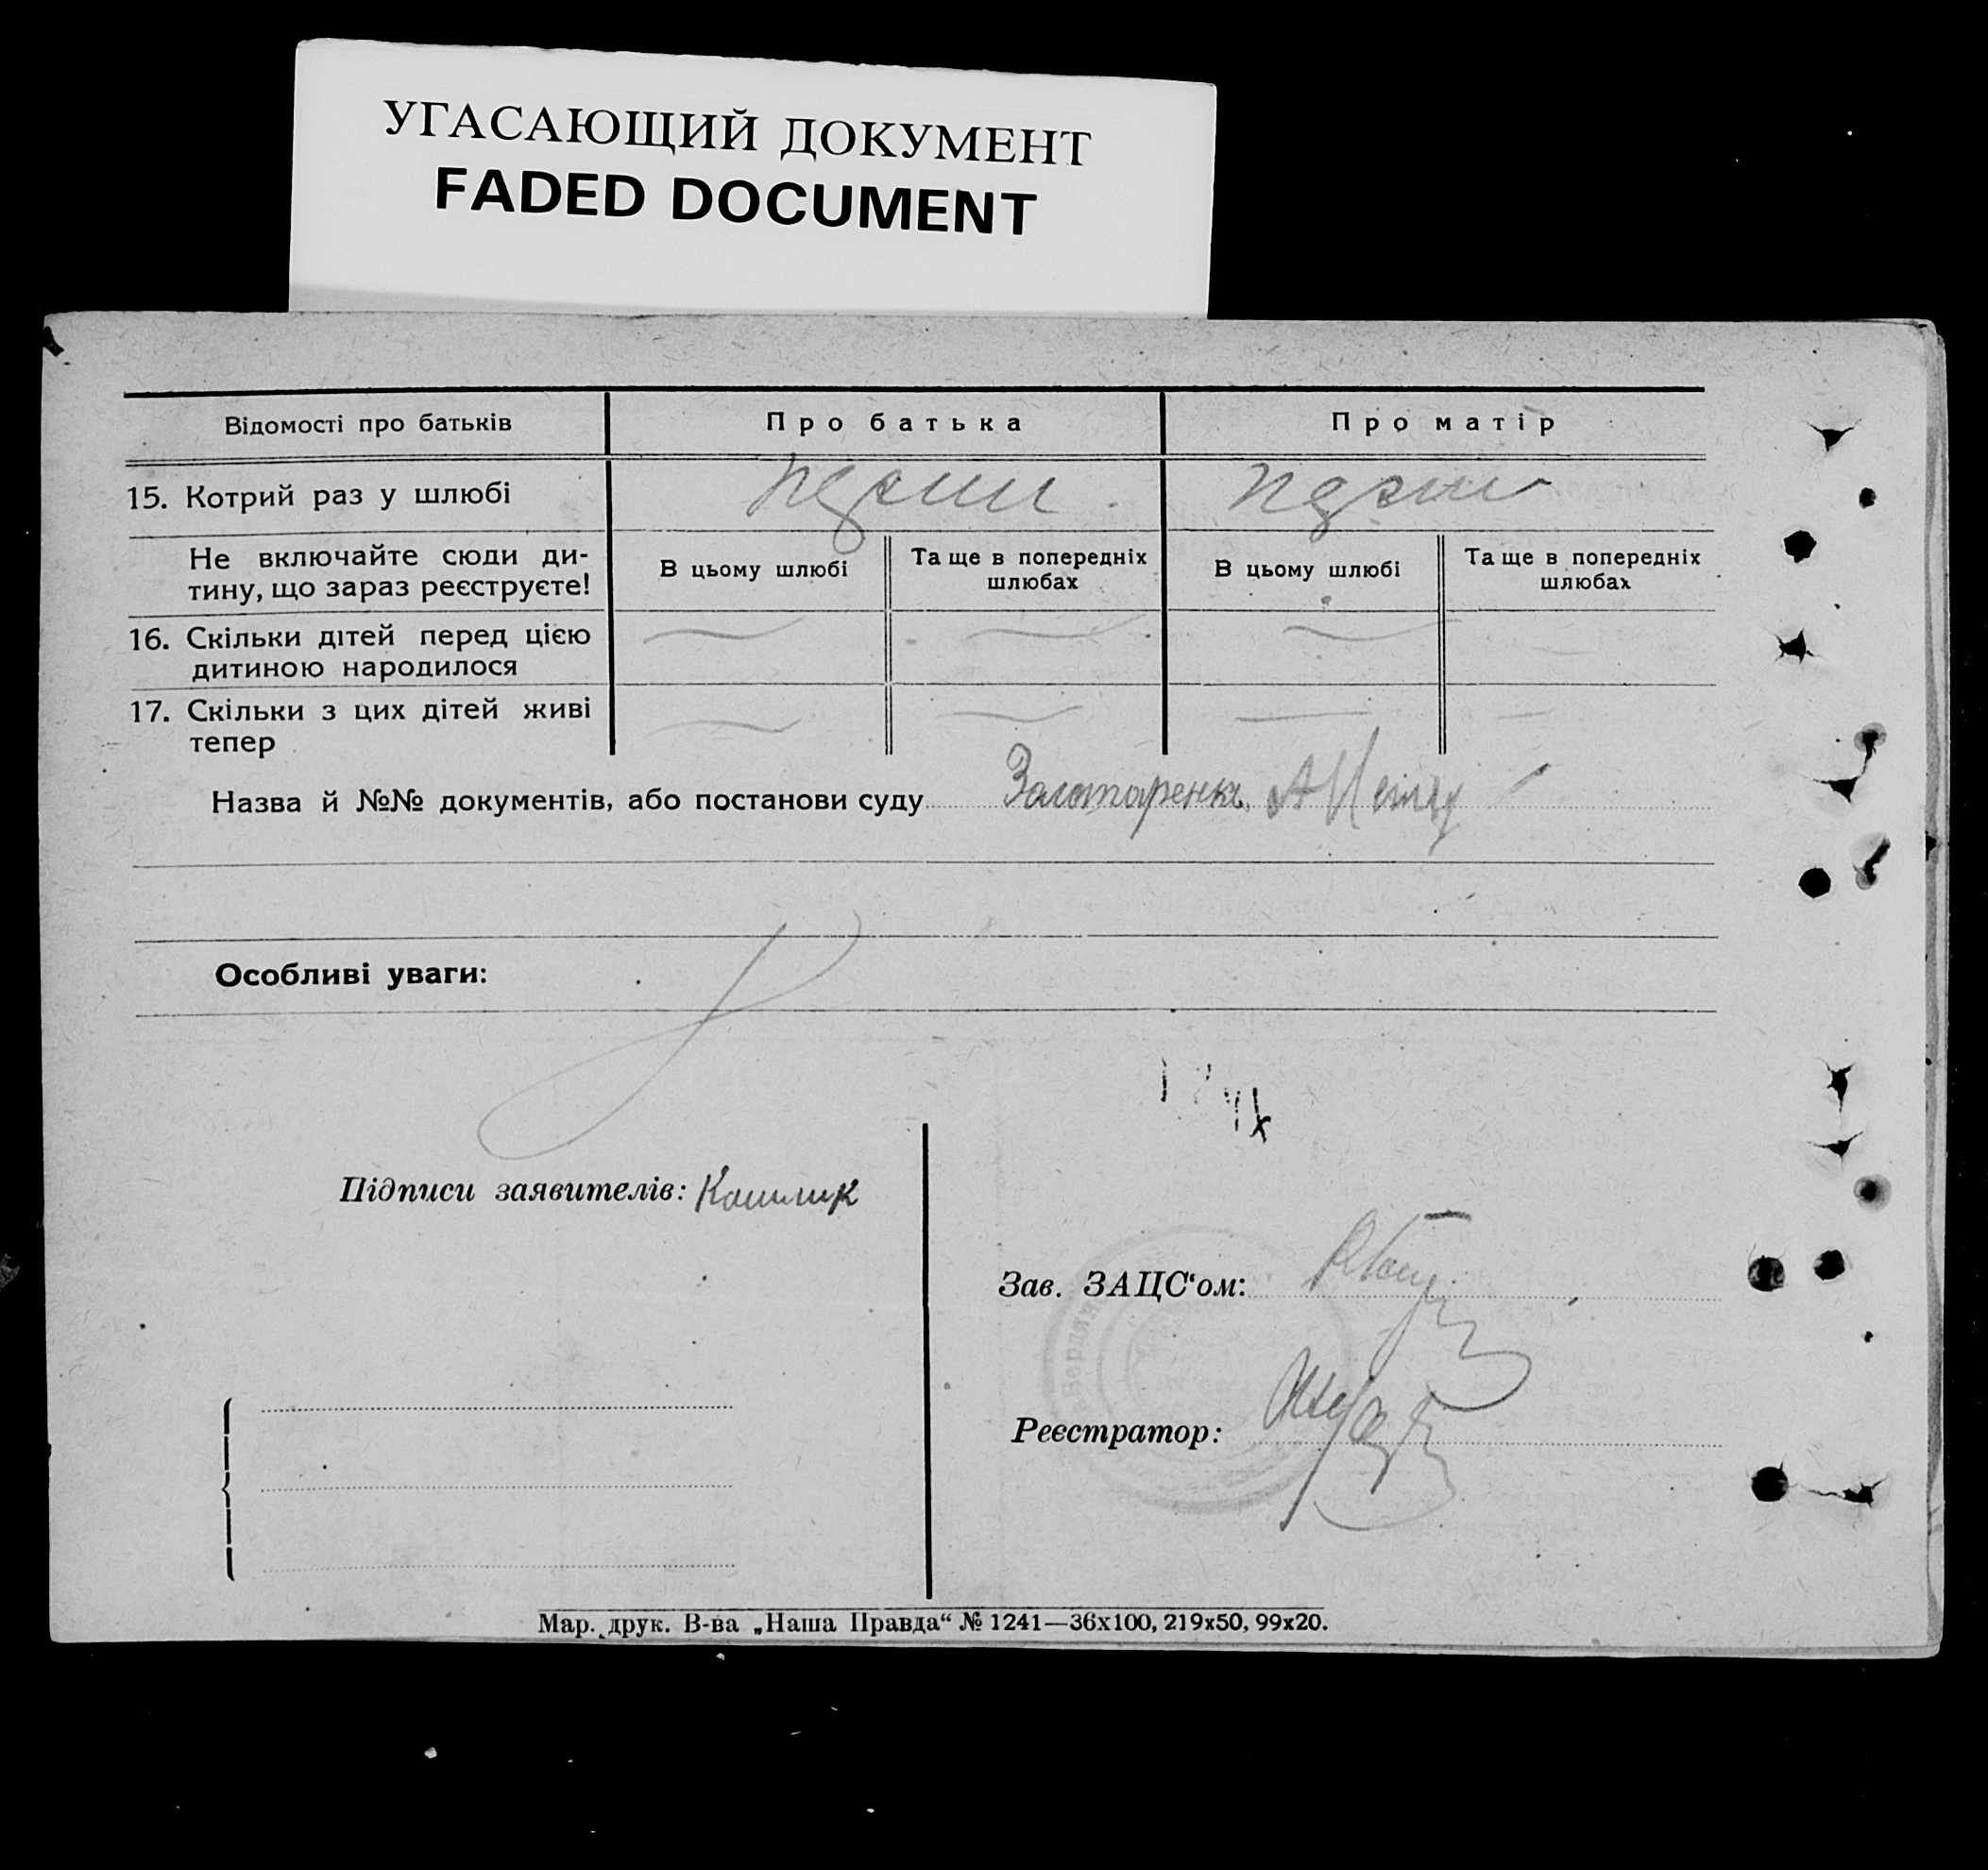 УГАСАЮЩИЙ ДОКУМЕНТ
FADED DOCUMENT
Відомості про батьків
Про батька
Про матір
15. Котрий раз у шлюбі
Не включайте сюди ди-
тину, що зараз реєструєте!
В цьому шлюбі
Та ще в попередніх
шлюбах
В цьому шлюбі
Та ще в попередніх
шлюбах
16. Скільки дітей перед цією
дитиною народилося
17. Скільки з цих дітей живі
тепер
Назва й №№ документів, або постанови суду
Особливі уваги:
Підписи заявителів:
Зав. ЗАЦС‘ом:
Реєстратор:
Мар. друк. В-ва „Наша Правда“ № 1241—36х100, 219х50, 99х20.